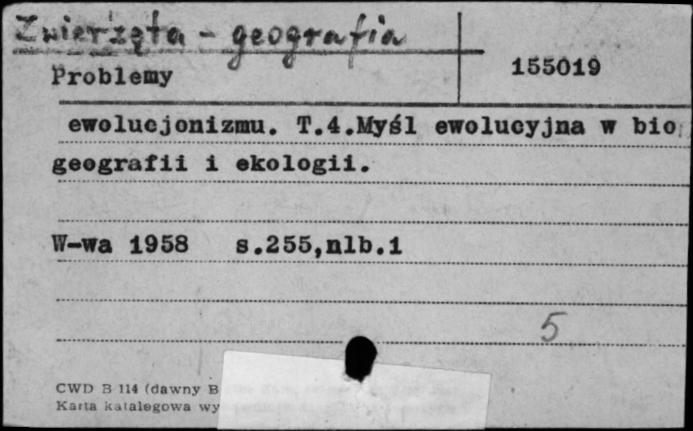 Zwierzęta - geografia
Problemy 155019
ewolucjonizmu. T.4.Myśl ewolucyjna w bio
geografii i ekologii.
W-wa 1958 s.255,nlb.1
5
CWD B 114 (dawny B
Karta katalogowa wy